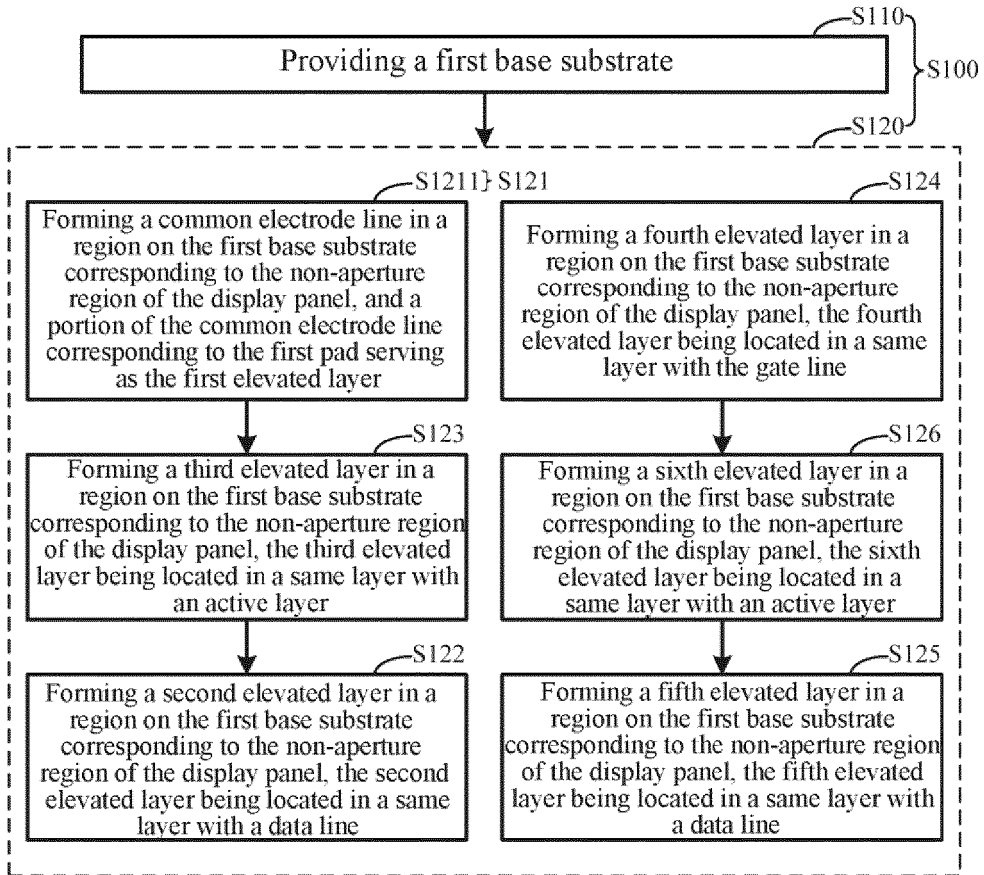 S110
Providing a first base substrate
S100
S120
S1211} S121
Forming a common electrode line in a
region on the first base substrate
corresponding to the non-aperture
region of the display panel, and a
portion of the common electrode line
corresponding to the first pad serving
as the first elevated layer
S124
Forming a fourth elevated layer in a
region on the first base substrate
corresponding to the non-aperture
region of the display panel, the fourth
elevated layer being located in a same
layer with the gate line
S123
Forming a third elevated layer in a
region on the first base substrate
corresponding to the non-aperture region
of the display panel, the third elevated
layer being located in a same layer with
an active layer
S126
Forming a sixth elevated layer in a
region on the first base substrate
corresponding to the non-aperture
region of the display panel, the sixth
elevated layer being located in a
same layer with an active layer
S122
Forming a second elevated layer in a
region on the first base substrate
corresponding to the non-aperture
region of the display panel, the second
elevated layer being located in a same
layer with a data line
S125
Forming a fifth elevated layer in a
region on the first base substrate
corresponding to the non-aperture region
of the display panel, the fifth elevated
layer being located in a same layer with
a data line